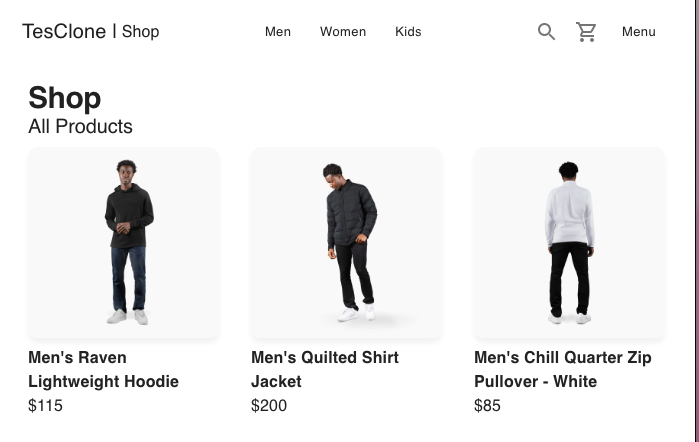 TesClone | Shop
Men
Women
Kids
Menu
Shop
All Products
Men's Raven
Lightweight Hoodie
$115
Men's Quilted Shirt
Jacket
$200
Men's Chill Quarter Zip
Pullover - White
$85